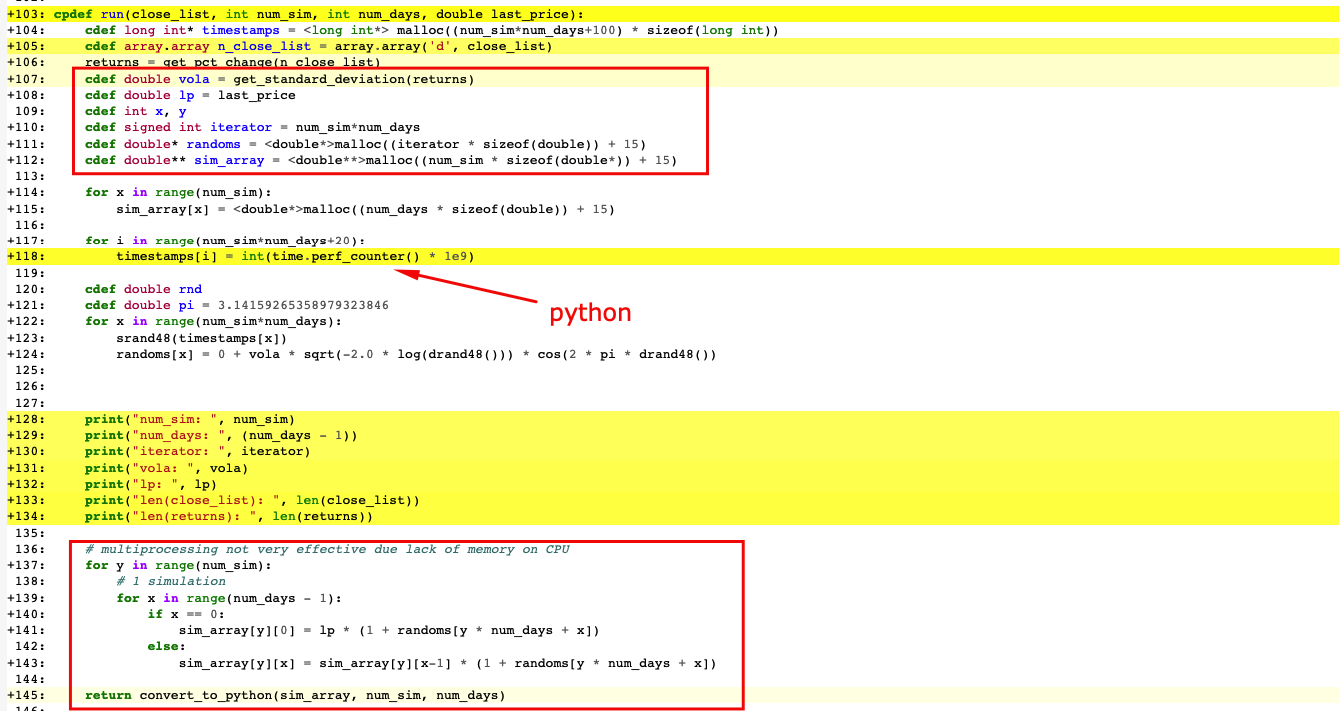 +103: cpdef run(close_list, int num_sim, int num_days, double last_price):
+104:     cdef long int* timestamps = <long int*> malloc((num_sim*num_days+100) * sizeof(long int))
+105:     cdef array.array n_close_list = array.array('d', close_list)
+106:     returns = get_pct_change(n_close_list)
+107:     cdef double vola = get_standard_deviation(returns)
+108:     cdef double lp = last_price
 109:     cdef int x, y
+110:     cdef signed int iterator = num_sim*num_days
+111:     cdef double* randoms = <double*>malloc((iterator * sizeof(double)) + 15)
+112:     cdef double** sim_array = <double**>malloc((num_sim * sizeof(double*)) + 15)
 113:
+114:     for x in range(num_sim):
+115:         sim_array[x] = <double*>malloc((num_days * sizeof(double)) + 15)
 116:
+117:     for i in range(num_sim*num_days+20):
+118:         timestamps[i] = int(time.perf_counter() * 1e9)
 119:
 120:     cdef double rnd
python
+121:     cdef double pi = 3.14159265358979323846
+122:     for x in range(num_sim*num_days):
+123:         srand48(timestamps[x])
+124:         randoms[x] = 0 + vola * sqrt(-2.0 * log(drand48())) * cos(2 * pi * drand48())
 125:
 126:
 127:
+128:     print("num_sim: ", num_sim)
+129:     print("num_days: ", (num_days - 1))
+130:     print("iterator: ", iterator)
+131:     print("vola: ", vola)
+132:     print("lp: ", lp)
+133:     print("len(close_list): ", len(close_list))
+134:     print("len(returns): ", len(returns))
 135:
 136:     # multiprocessing not very effective due lack of memory on CPU
+137:     for y in range(num_sim):
 138:         # 1 simulation
+139:         for x in range(num_days - 1):
+140:             if x == 0:
+141:                 sim_array[y][0] = lp * (1 + randoms[y * num_days + x])
 142:             else:
+143:                 sim_array[y][x] = sim_array[y][x-1] * (1 + randoms[y * num_days + x])
 144:
+145:     return convert_to_python(sim_array, num_sim, num_days)